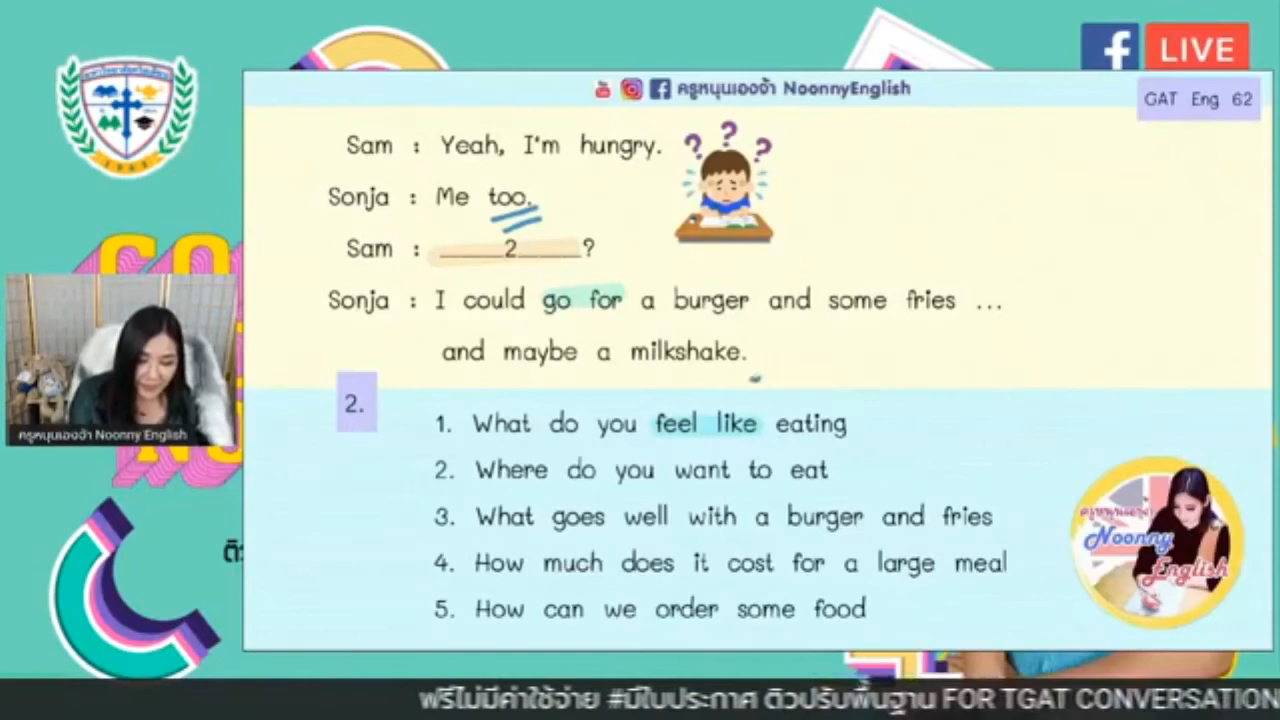 LIVE
ครูหนุนเองจ้า NoonnyEnglish
GAT Eng 62
Sam : Yeah, I'm hungry.
Sonja : Me too.
Sam : ______2______?
Sonja : I could go for a burger and some fries ...
and maybe a milkshake.
2.
1. What do you feel like eating
2. Where do you want to eat
3. What goes well with a burger and fries
4. How much does it cost for a large meal
5. How can we order some food
ครูหนุนเองจ้า Noonny English
Noonny
English
ฟรีไม่มีค่าใช้จ่าย #มีในประกาศ ติวปรับพื้นฐาน FOR TGAT CONVERSATION